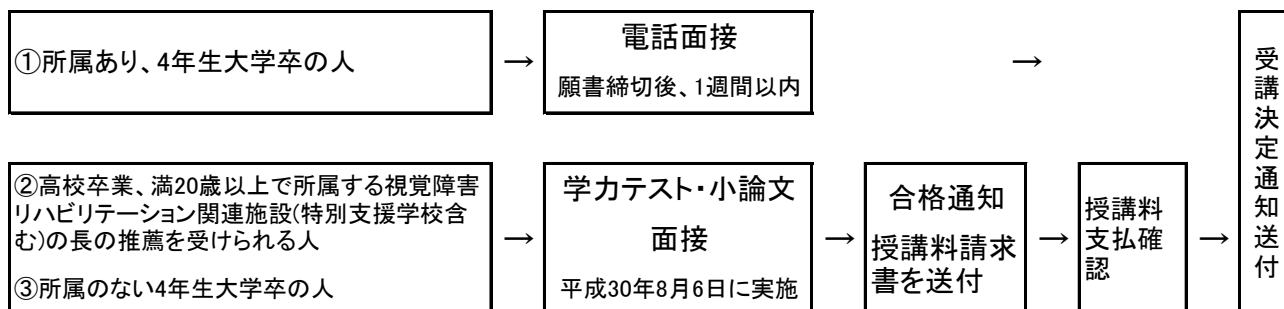 ①所属あり、4年生大学卒の人
→
電話面接
願書締切後、1週間以内
→
②高校卒業、満20歳以上で所属する視覚障害
リハビリテーション関連施設(特別支援学校含
む)の長の推薦を受けられる人
③所属のない4年生大学卒の人
→
学力テスト・小論文
面接
平成30年8月6日に実施
→
合格通知
授講料請求
書を送付
→
授講料
支払確
認
→
受講決定通知送付